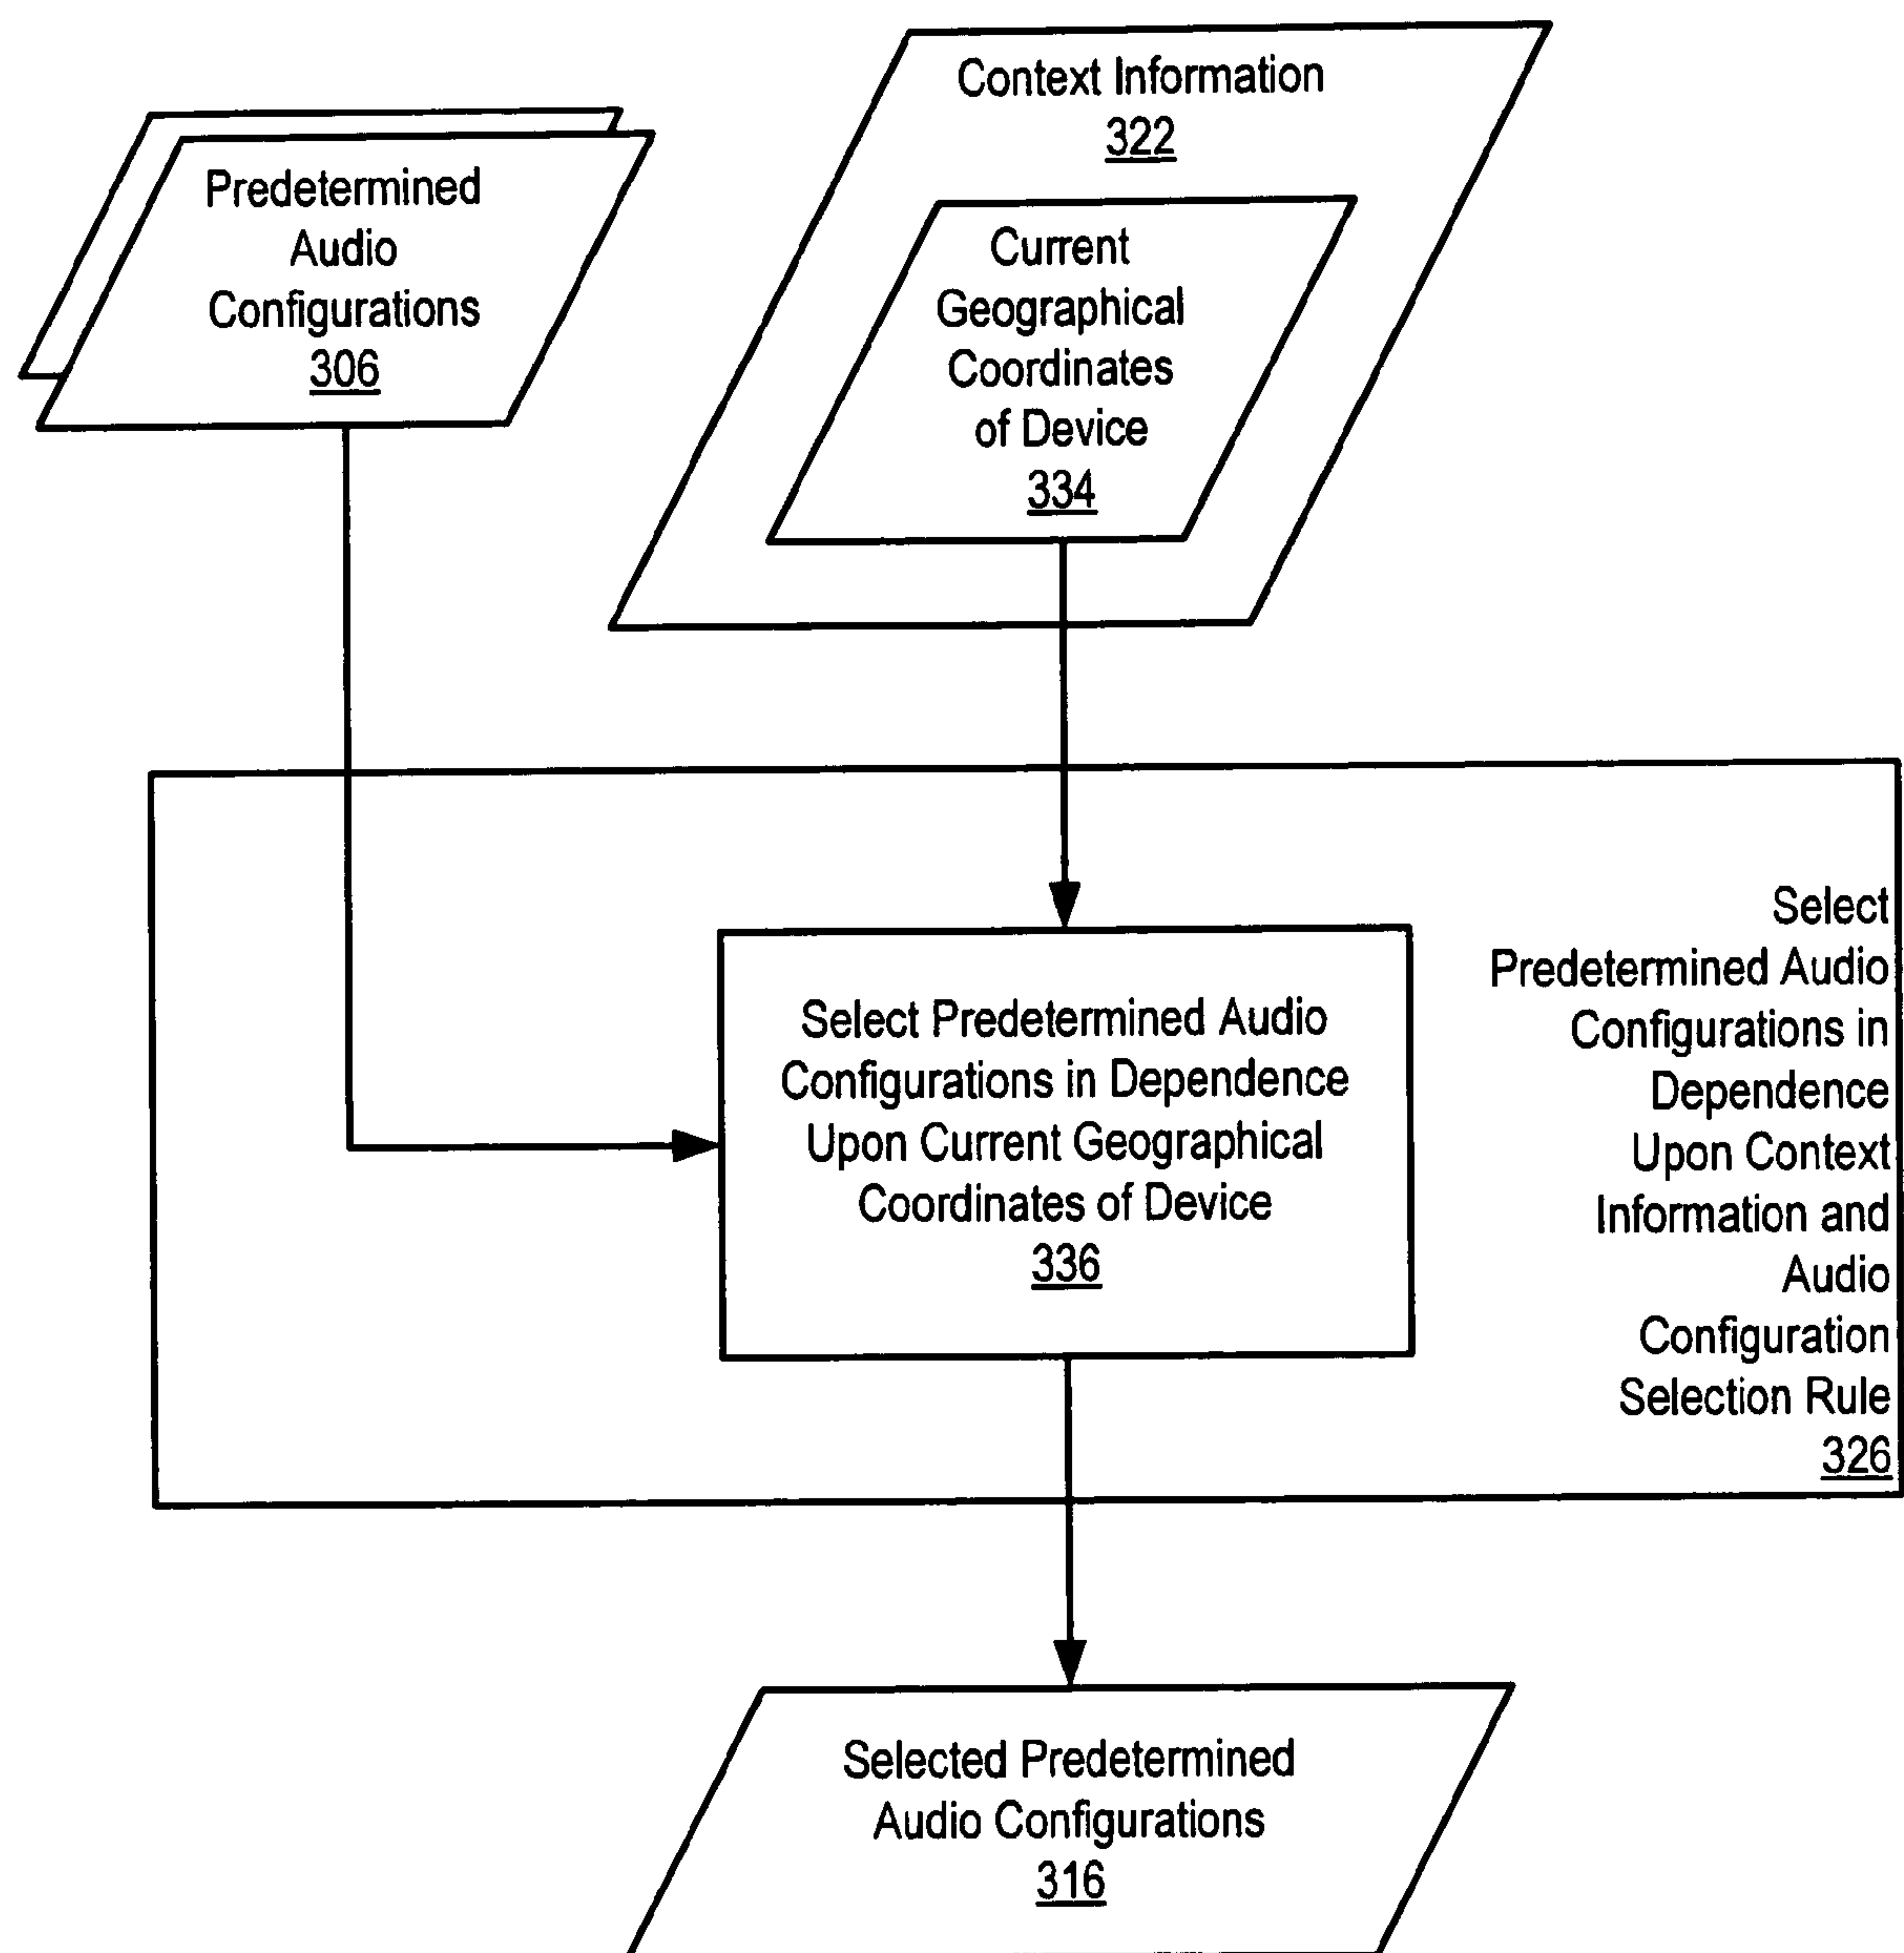 Context Information
322
Predetermined
Audio
Configurations
306
Current
Geographical
Coordinates
of Device
334
Select Predetermined Audio
Configurations in Dependence
Upon Current Geographical
Coordinates of Device
336
Select
Predetermined Audio
Configurations in
Dependence
Upon Context
Information and
Audio
Configuration
Selection Rule
326
Selected Predetermined
Audio Configurations
316